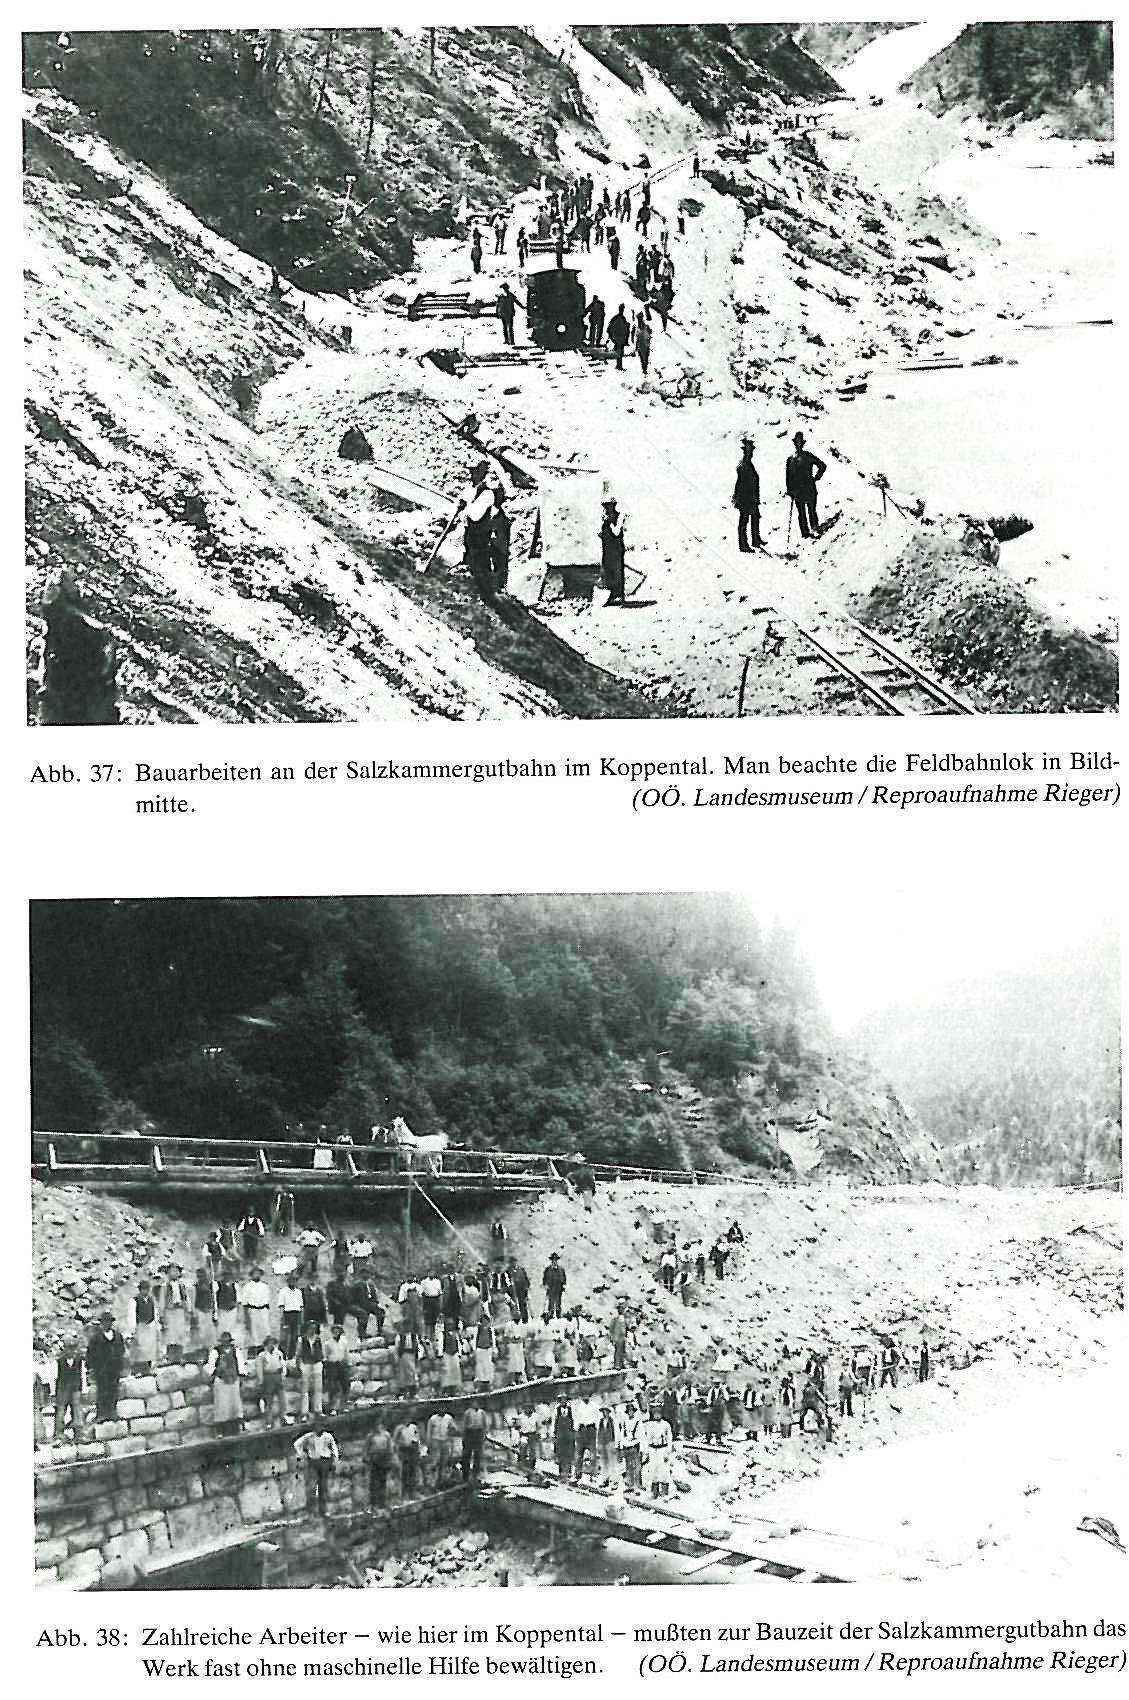 Abb. 37: Bauarbeiten an der Salzkammergutbahn im Koppental. Man beachte die Feldbahnlok in Bild-
mitte. (OÖ. Landesmuseum / Reproaufnahme Rieger)
Abb. 38: Zahlreiche Arbeiter – wie hier im Koppental – mußten zur Bauzeit der Salzkammergutbahn das
Werk fast ohne maschinelle Hilfe bewältigen. (OÖ. Landesmuseum / Reproaufnahme Rieger)